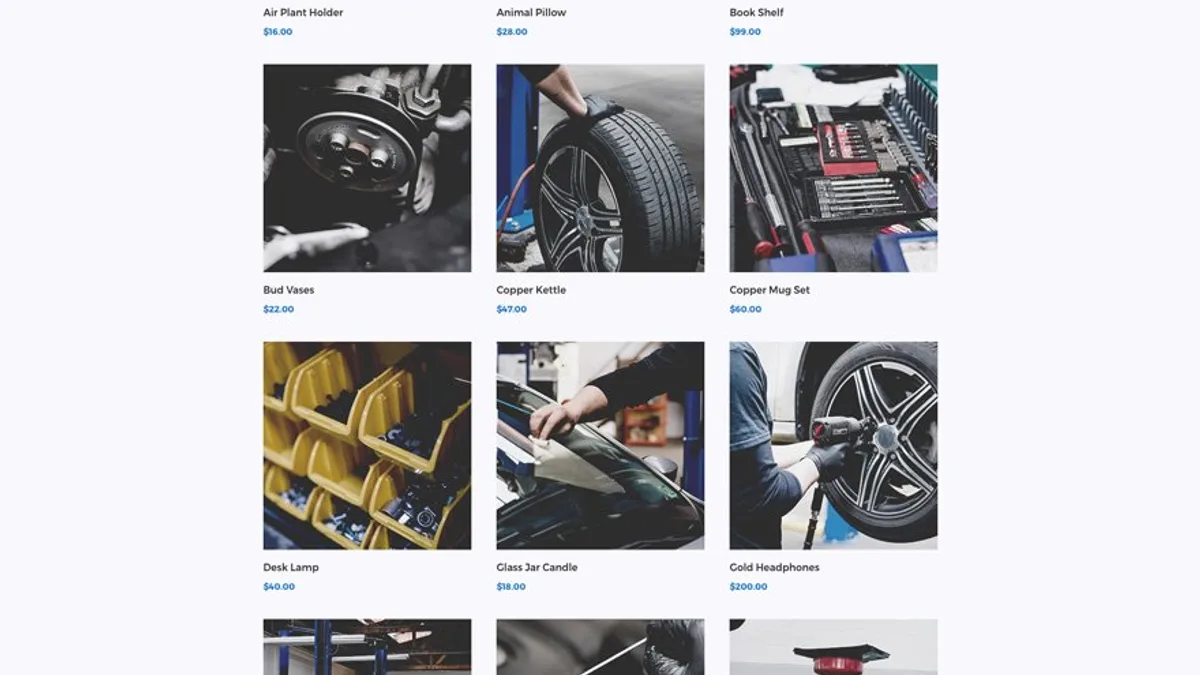 Air Plant Holder
Animal Pillow
Book Shelf
$16.00
$28.00
$99.00
Bud Vases
Copper Kettle
Copper Mug Set
$22.00
$47.00
$60.00
Desk Lamp
Glass Jar Candle
Gold Headphones
$40.00
$18.00
$200.00